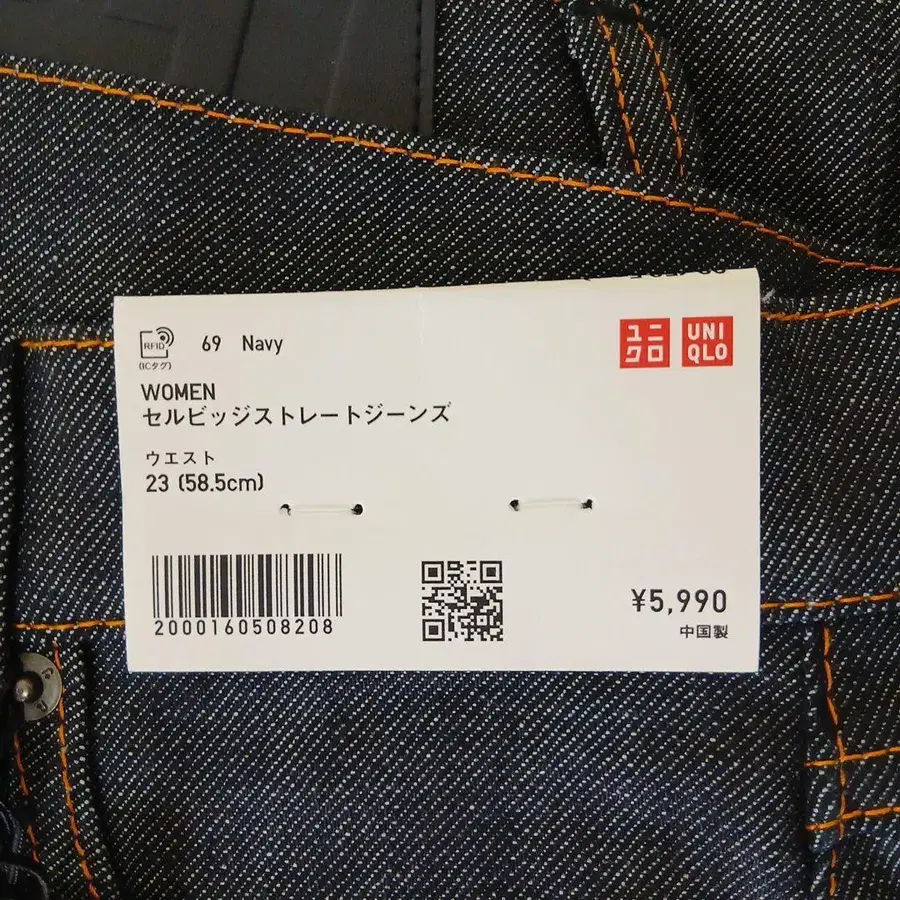 RFID
(ICタグ)
69 Navy
ユニクロ
UNIQLO
WOMEN
セルビッジストレートジーンズ
ウエスト
23 (58.5cm)
2000160508208
¥5,990
中国製